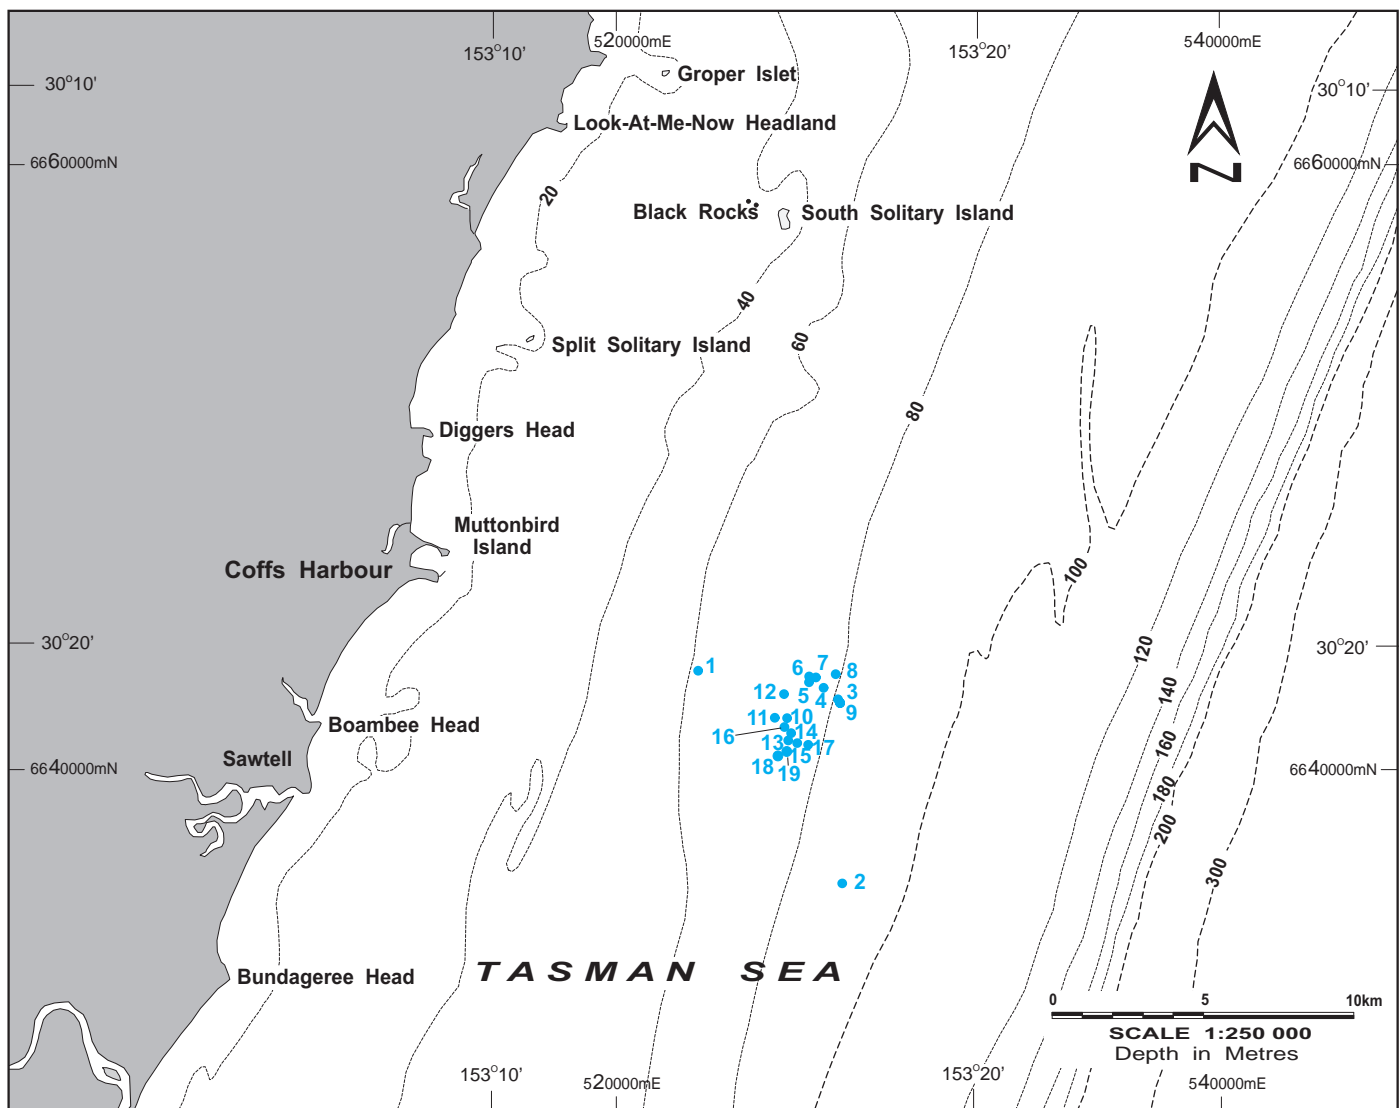 153°10'
520000mE
153°20'
540000mE
30°10'
Groper Islet
30°10'
Look-At-Me-Now Headland
6660000mN
6660000mN
N
20
Black Rocks
South Solitary Island
40
60
Split Solitary Island
80
Diggers Head
Muttonbird
Island
Coffs Harbour
100
30°20'
120
30°20'
1
6
7
8
12
5
4
3
9
140
11
10
Boambee Head
16
14
13
17
160
Sawtell
18
15
19
6640000mN
180
200
300
2
TASMAN SEA
Bundageree Head
0
5
10km
SCALE 1:250 000
Depth in Metres
153°10'
520000mE
153°20'
540000mE